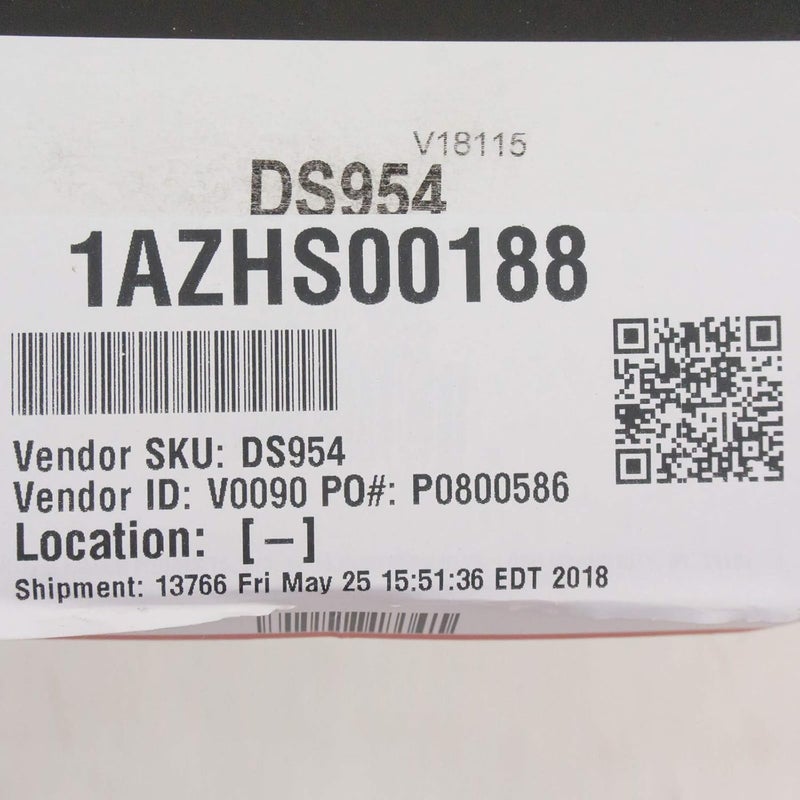 V18115
DS954
1AZHS00188
Vendor SKU: DS954
Vendor ID: V0090 PO#: P0800586
Location: [–]
Shipment: 13766 Fri May 25 15:51:36 EDT 2018